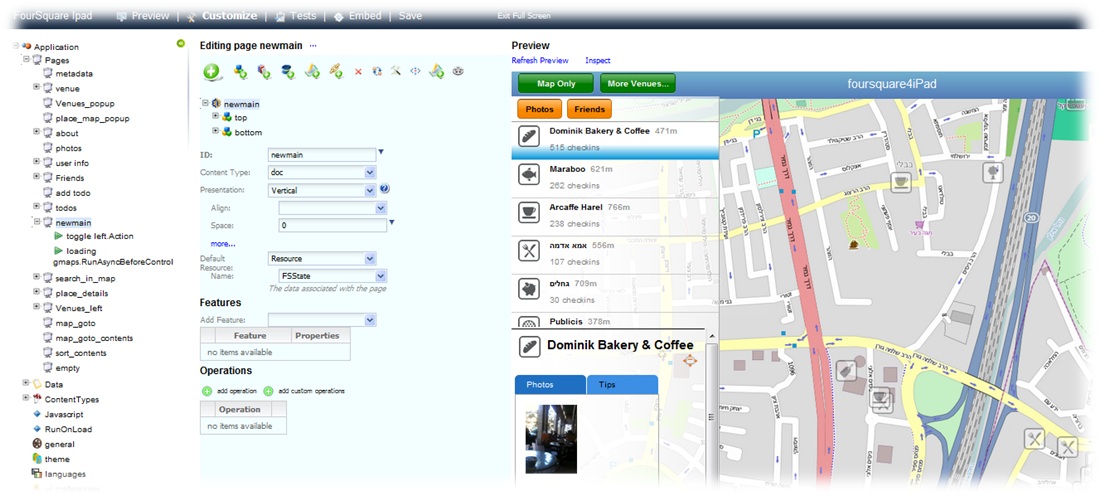 FourSquare Ipad
Preview | Customize | Tests | Embed | Save
Exit Full Screen
Application
Pages
metadata
venue
Venues_popup
place_map_popup
about
photos
user info
Friends
add todo
todos
newmain
toggle left.Action
loading
gmaps.RunAsyncBeforeControl
search_in_map
place_details
Venues_left
map_goto
map_goto_contents
sort_contents
empty
Data
ContentTypes
Javascript
RunOnLoad
general
theme
languages
Editing page newmain ...
newmain
top
bottom
ID: newmain
Content Type: doc
Presentation: Vertical
Align:
Space: 0
more...
Default Resource: Resource
Name: FSState
The data associated with the page
Features
Add Feature:
Feature Properties
no items available
Operations
add operation add custom operations
Operation
no items available
Preview
Refresh Preview Inspect
Map Only More Venues... foursquare4iPad
Photos Friends
Dominik Bakery & Coffee 471m
515 checkins
Maraboo 621m
262 checkins
Arcaffe Harel 766m
238 checkins
אמא אדמה 556m
107 checkins
גחלים 709m
30 checkins
Publicis 378m
Dominik Bakery & Coffee
Photos Tips
דרך נמיר
דרך נמיר
בבלי
20